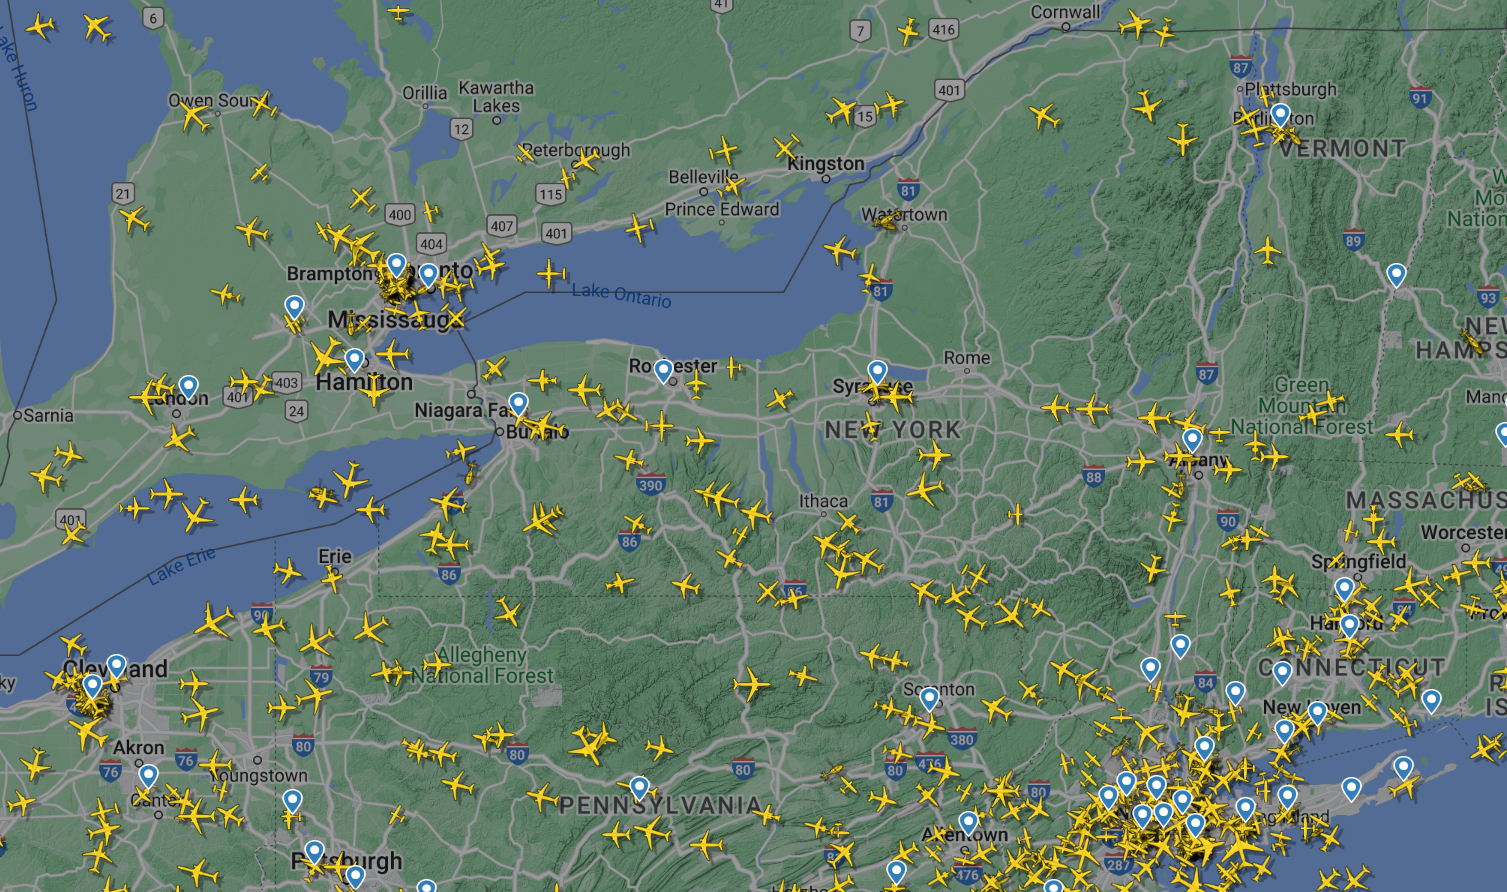 41
6
Cornwall
7
416
Lake Huron
87
Orillia
Kawartha
Lakes
401
Plattsburgh
91
Owen Sou
15
12
Burlington
VERMONT
Peterborough
Kingston
Belleville
21
115
81
400
Prince Edward
Watertown
407
401
404
89
Brampton
Toronto
81
Lake Ontario
93
Mississauga
NEW
HAMPS
Rome
Rochester
87
Hamilton
403
Syracuse
Green
Mountain
National Forest
401
24
London
Niagara Fa
Sarnia
Buffalo
NEW YORK
Albany
88
390
Ithaca
81
MASSACHUS
401
90
Worcester
86
Erie
Lake Erie
86
Springfield
90
84
Hartford
Allegheny
National Forest
Cleveland
CONNECTICUT
79
84
Scranton
New Haven
380
Akron
80
80
76
76
80
80
476
Youngstown
80
PENNSYLVANIA
Allentown
Pittsburgh
287
476